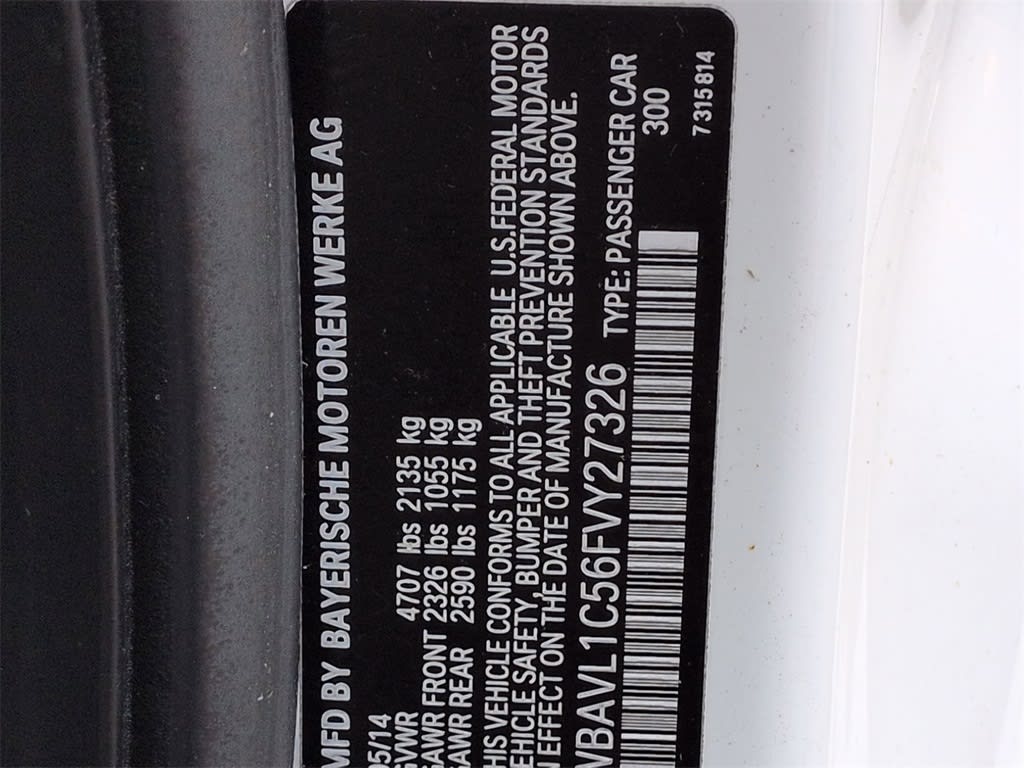 MFD BY BAYERISCHE MOTOREN WERKE AG
05/14
GVWR 4707 lbs 2135 kg
GAWR FRONT 2326 lbs 1055 kg
GAWR REAR 2590 lbs 1175 kg
THIS VEHICLE CONFORMS TO ALL APPLICABLE U.S.FEDERAL MOTOR
VEHICLE SAFETY, BUMPER AND THEFT PREVENTION STANDARDS
IN EFFECT ON THE DATE OF MANUFACTURE SHOWN ABOVE.
WBAVL1C56FVY27326 TYPE: PASSENGER CAR
300
7315814